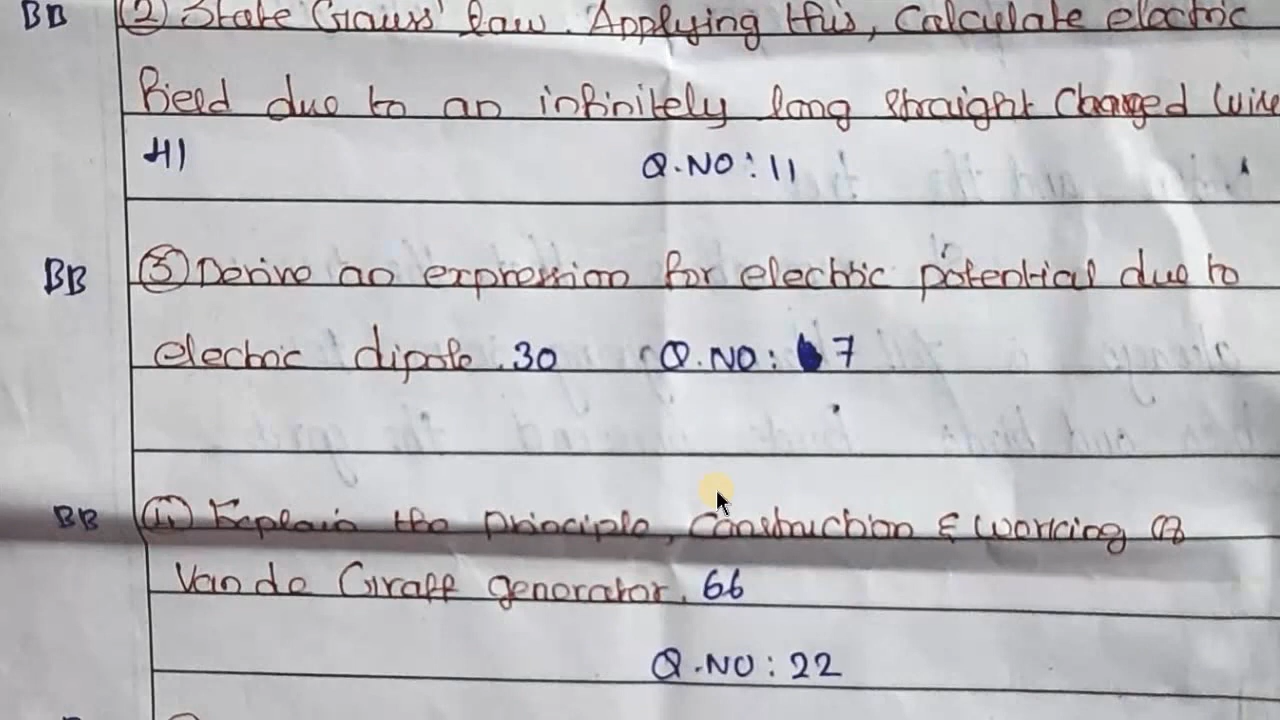 BB ② State Gauss' law. Applying this, Calculate electric
field due to an infinitely long straight Charged wire
41 Q.NO: 11
BB ③ Derive an expression for electric potential due to
electric dipole. 30 Q.NO: 7
BB Explain the principle, construction & working of
Van de Graff generator. 66
Q.NO: 22